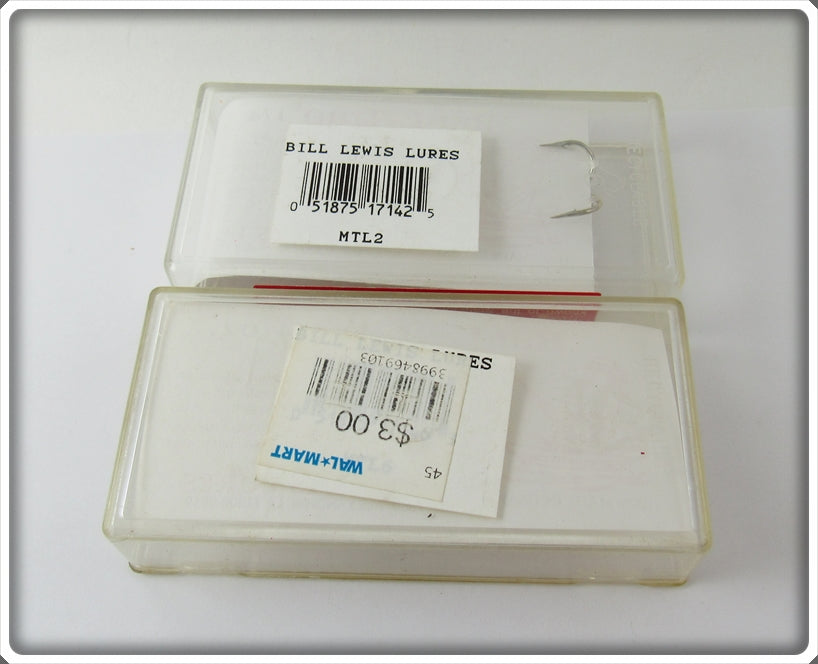 BILL LEWIS LURES
0 51875 17142 5
MTL2
LURES
3998469103
$3.00
WAL★MART
45